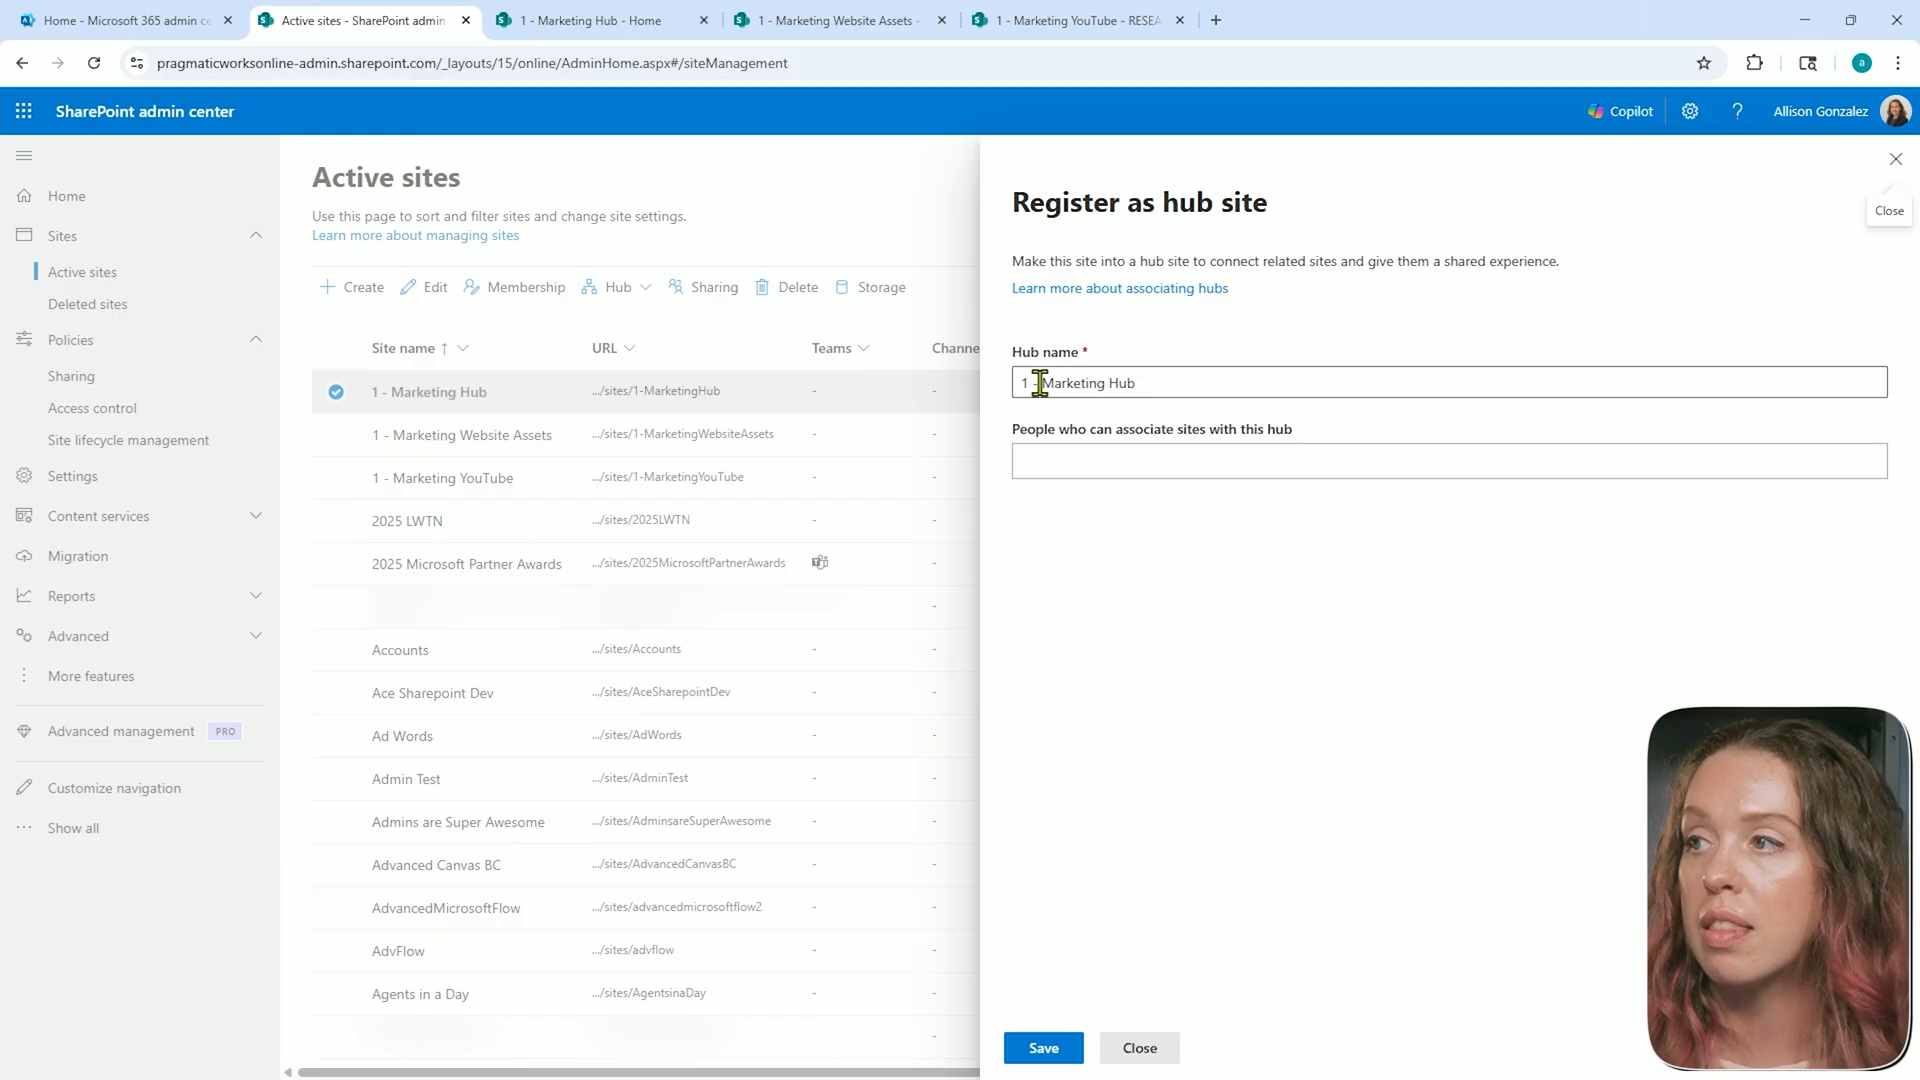 Home - Microsoft 365 admin ce
Active sites - SharePoint admin
1 - Marketing Hub - Home
1 - Marketing Website Assets -
1 - Marketing YouTube - RESEA
pragmaticworksonline-admin.sharepoint.com/_layouts/15/online/AdminHome.aspx#/siteManagement
a
SharePoint admin center
Copilot
Allison Gonzalez
Home
Sites
Active sites
Deleted sites
Policies
Sharing
Access control
Site lifecycle management
Settings
Content services
Migration
Reports
Advanced
More features
Advanced management PRO
Customize navigation
Show all
Active sites
Use this page to sort and filter sites and change site settings.
Learn more about managing sites
Create Edit Membership Hub Sharing Delete Storage
Site name ↑ URL Teams Channe
1 - Marketing Hub .../sites/1-MarketingHub - -
1 - Marketing Website Assets .../sites/1-MarketingWebsiteAssets - -
1 - Marketing YouTube .../sites/1-MarketingYouTube - -
2025 LWTN .../sites/2025LWTN - -
2025 Microsoft Partner Awards .../sites/2025MicrosoftPartnerAwards -
-
Accounts .../sites/Accounts - -
Ace Sharepoint Dev .../sites/AceSharepointDev - -
Ad Words .../sites/AdWords - -
Admin Test .../sites/AdminTest - -
Admins are Super Awesome .../sites/AdminsareSuperAwesome - -
Advanced Canvas BC .../sites/AdvancedCanvasBC - -
AdvancedMicrosoftFlow .../sites/advancedmicrosoftflow2 - -
AdvFlow .../sites/advflow - -
Agents in a Day .../sites/AgentsinaDay - -
-
Close
Register as hub site
Make this site into a hub site to connect related sites and give them a shared experience.
Learn more about associating hubs
Hub name *
1 - Marketing Hub
People who can associate sites with this hub
Save Close